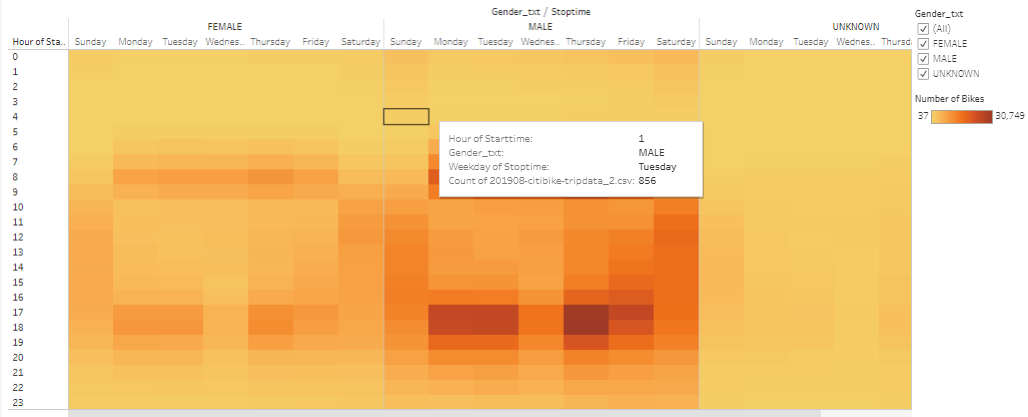 Gender_txt / Stoptime
FEMALE MALE UNKNOWN
Hour of Sta.. Sunday Monday Tuesday Wednes.. Thursday Friday Saturday Sunday Monday Tuesday Wednes.. Thursday Friday Saturday Sunday Monday Tuesday Wednes.. Thursd
0
1
2
3
4
5
6
7
8
9
10
11
12
13
14
15
16
17
18
19
20
21
22
23
Hour of Starttime: 1
Gender_txt: MALE
Weekday of Stoptime: Tuesday
Count of 201908-citibike-tripdata_2.csv: 856
Gender_txt
(All)
FEMALE
MALE
UNKNOWN
Number of Bikes
37 30,749